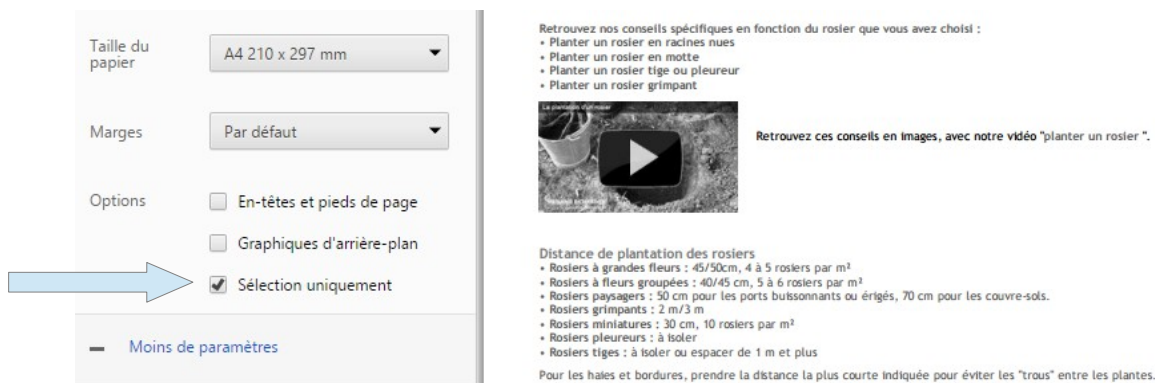 Taille du
papier
A4 210 x 297 mm
Marges
Par défaut
Options
En-têtes et pieds de page
Graphiques d'arrière-plan
Sélection uniquement
Moins de paramètres
Retrouvez nos conseils spécifiques en fonction du rosier que vous avez choisi :
• Planter un rosier en racines nues
• Planter un rosier en motte
• Planter un rosier tige ou pleureur
• Planter un rosier grimpant
La plantation d'un rosier
Retrouvez ces conseils en images, avec notre vidéo "planter un rosier ".
Distance de plantation des rosiers
• Rosiers à grandes fleurs : 45/50cm, 4 à 5 rosiers par m²
• Rosiers à fleurs groupées : 40/45 cm, 5 à 6 rosiers par m²
• Rosiers paysagers : 50 cm pour les ports buissonnants ou érigés, 70 cm pour les couvre-sols.
• Rosiers grimpants : 2 m/3 m
• Rosiers miniatures : 30 cm, 10 rosiers par m²
• Rosiers pleureurs : à isoler
• Rosiers tiges : à isoler ou espacer de 1 m et plus
Pour les haies et bordures, prendre la distance la plus courte indiquée pour éviter les "trous" entre les plantes.